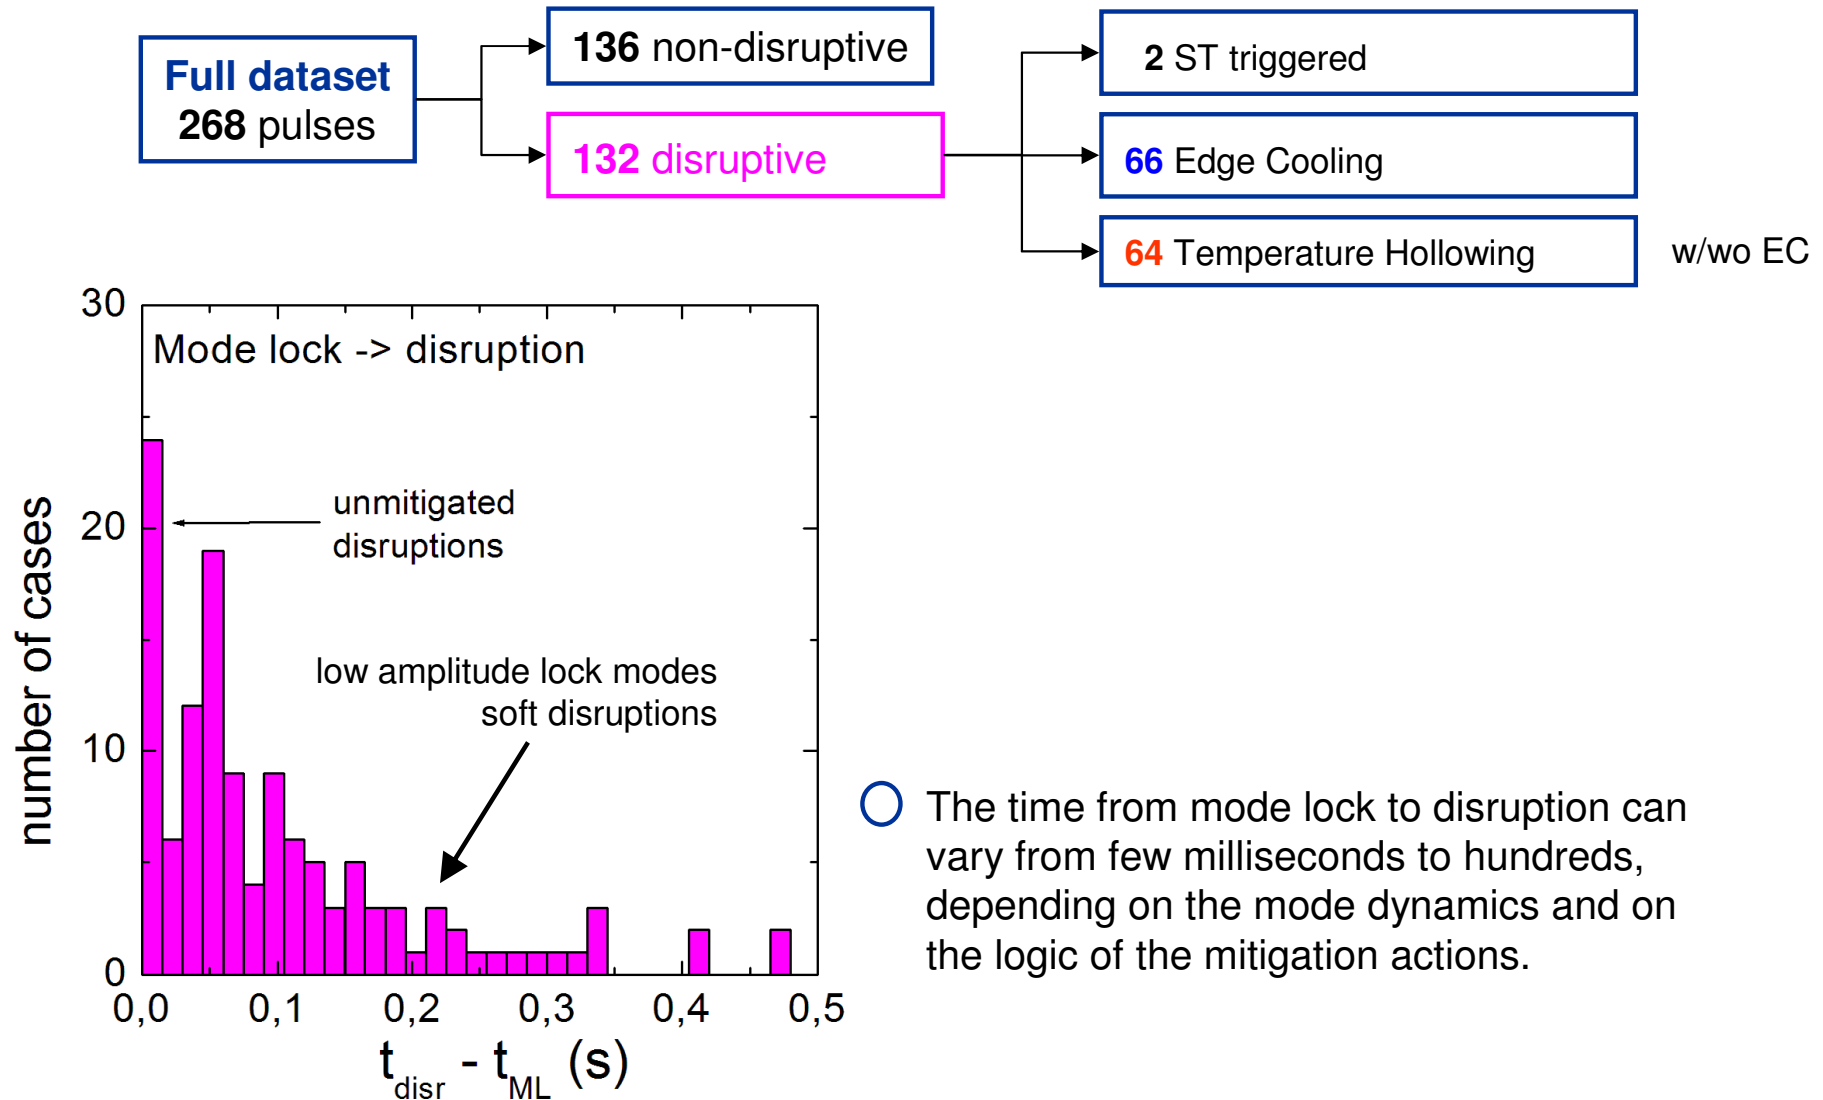 Full dataset
268 pulses
136 non-disruptive
132 disruptive
2 ST triggered
66 Edge Cooling
64 Temperature Hollowing
w/wo EC
30
20
10
0
number of cases
Mode lock -> disruption
unmitigated
disruptions
low amplitude lock modes
soft disruptions
0,0 0,1 0,2 0,3 0,4 0,5
t_disr - t_ML (s)
The time from mode lock to disruption can
vary from few milliseconds to hundreds,
depending on the mode dynamics and on
the logic of the mitigation actions.